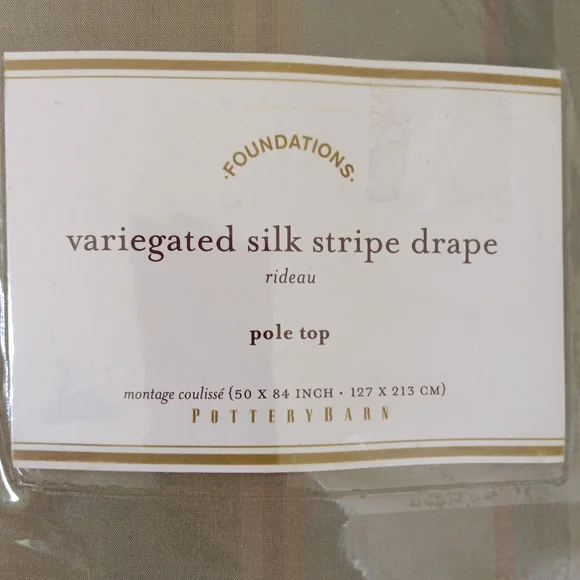 ·FOUNDATIONS·
variegated silk stripe drape
rideau
pole top
montage coulissé {50 X 84 INCH · 127 X 213 CM}
POTTERYBARN